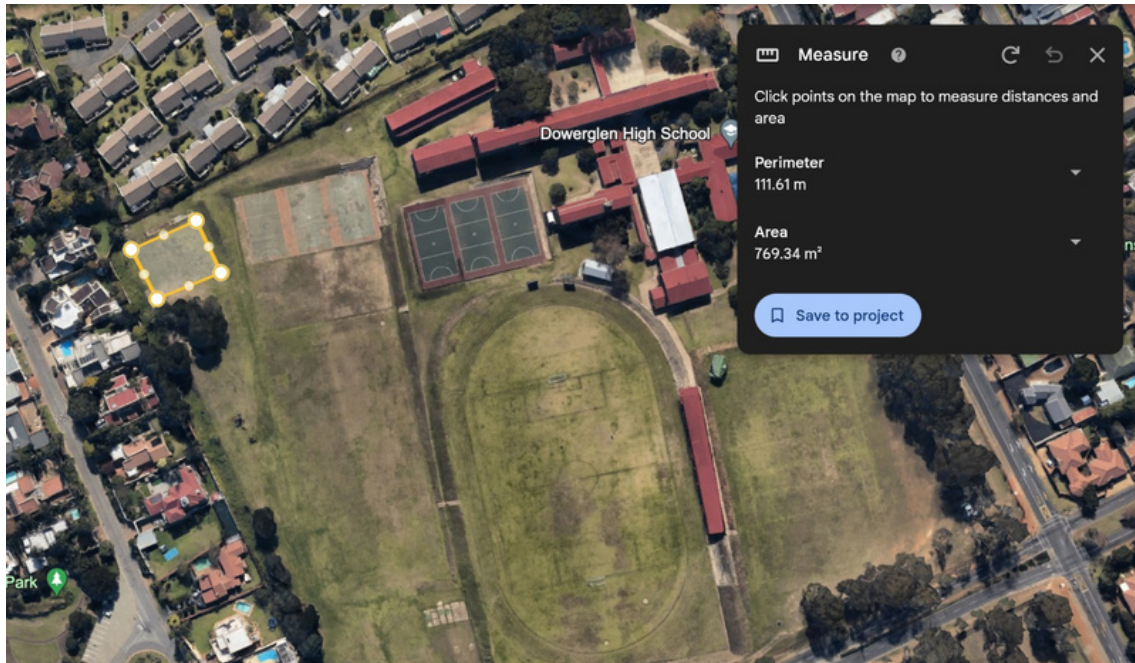 Measure
Click points on the map to measure distances and
area
Perimeter
111.61 m
Area
769.34 m²
Save to project
Dowerglen High School
Park